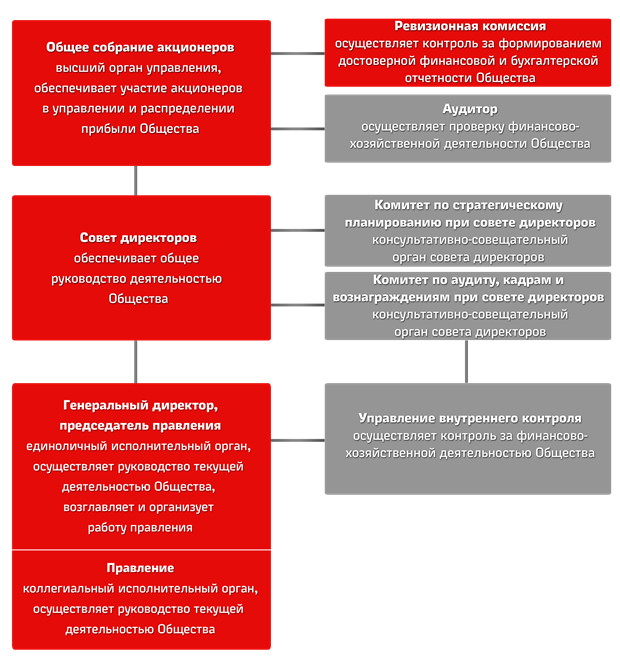 Общее собрание акционеров
высший орган управления,
обеспечивает участие акционеров
в управлении и распределении
прибыли Общества
Ревизионная комиссия
осуществляет контроль за формированием
достоверной финансовой и бухгалтерской
отчетности Общества
Аудитор
осуществляет проверку финансово-
хозяйственной деятельности Общества
Совет директоров
обеспечивает общее
руководство деятельностью
Общества
Комитет по стратегическому
планированию при совете директоров
консультативно-совещательный
орган совета директоров
Комитет по аудиту, кадрам и
вознаграждениям при совете директоров
консультативно-совещательный
орган совета директоров
Генеральный директор,
председатель правления
единоличный исполнительный орган,
осуществляет руководство текущей
деятельностью Общества,
возглавляет и организует
работу правления
Управление внутреннего контроля
осуществляет контроль за финансово-
хозяйственной деятельностью Общества
Правление
коллегиальный исполнительный орган,
осуществляет руководство текущей
деятельностью Общества